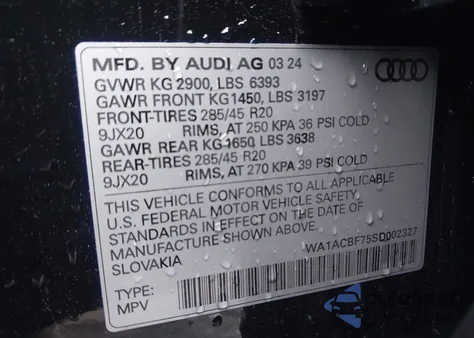 MFD. BY AUDI AG 03 24
GVWR KG 2900, LBS 6393
GAWR FRONT KG1450, LBS 3197
FRONT-TIRES 285/45 R20
9JX20 RIMS, AT 250 KPA 36 PSI COLD
GAWR REAR KG1650 LBS 3638
REAR-TIRES 285/45 R20
9JX20 RIMS, AT 270 KPA 39 PSI COLD
THIS VEHICLE CONFORMS TO ALL APPLICABLE
U.S. FEDERAL MOTOR VEHICLE SAFETY
STANDARDS IN EFFECT ON THE DATE OF
MANUFACTURE SHOWN ABOVE.
SLOVAKIA
WA1ACBF75SD002327
TYPE:
MPV